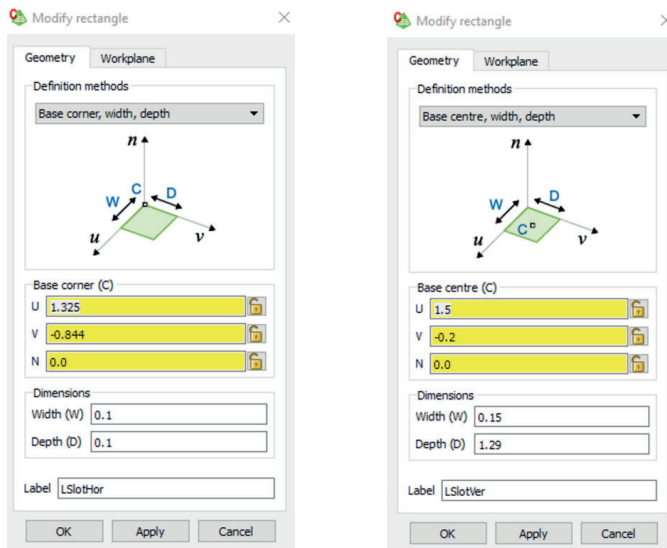 Modify rectangle
Geometry Workplane
Definition methods
Base corner, width, depth
n
C
W
D
u
v
Base corner (C)
U 1.325
V -0.844
N 0.0
Dimensions
Width (W) 0.1
Depth (D) 0.1
Label LSlotHor
OK Apply Cancel
Modify rectangle
Geometry Workplane
Definition methods
Base centre, width, depth
n
W
D
C
u
v
Base centre (C)
U 1.5
V -0.2
N 0.0
Dimensions
Width (W) 0.15
Depth (D) 1.29
Label LSlotVer
OK Apply Cancel